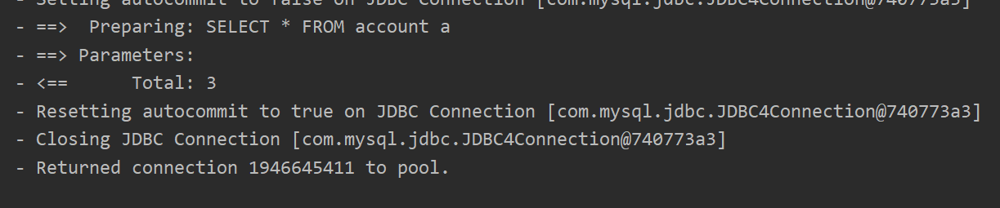 - Setting autocommit to false on JDBC Connection [com.mysql.jdbc.JDBC4Connection@740773a3]
- ==>  Preparing: SELECT * FROM account a
- ==> Parameters:
- <==      Total: 3
- Resetting autocommit to true on JDBC Connection [com.mysql.jdbc.JDBC4Connection@740773a3]
- Closing JDBC Connection [com.mysql.jdbc.JDBC4Connection@740773a3]
- Returned connection 1946645411 to pool.